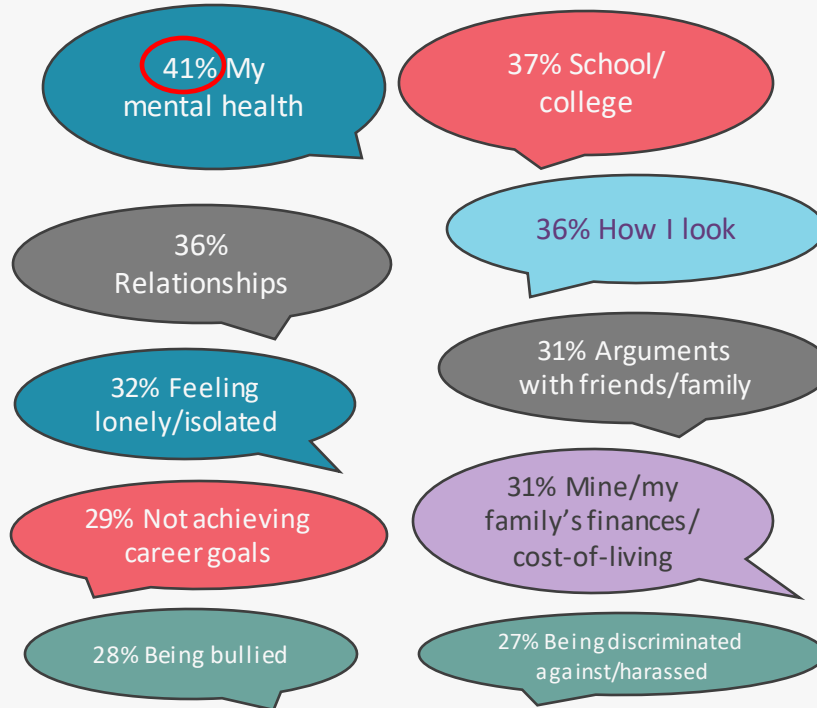 41% My
mental health
37% School/
college
36%
Relationships
36% How I look
32% Feeling
lonely/isolated
31% Arguments
with friends/family
29% Not achieving
career goals
31% Mine/my
family's finances/
cost-of-living
28% Being bullied
27% Being discriminated
against/harassed